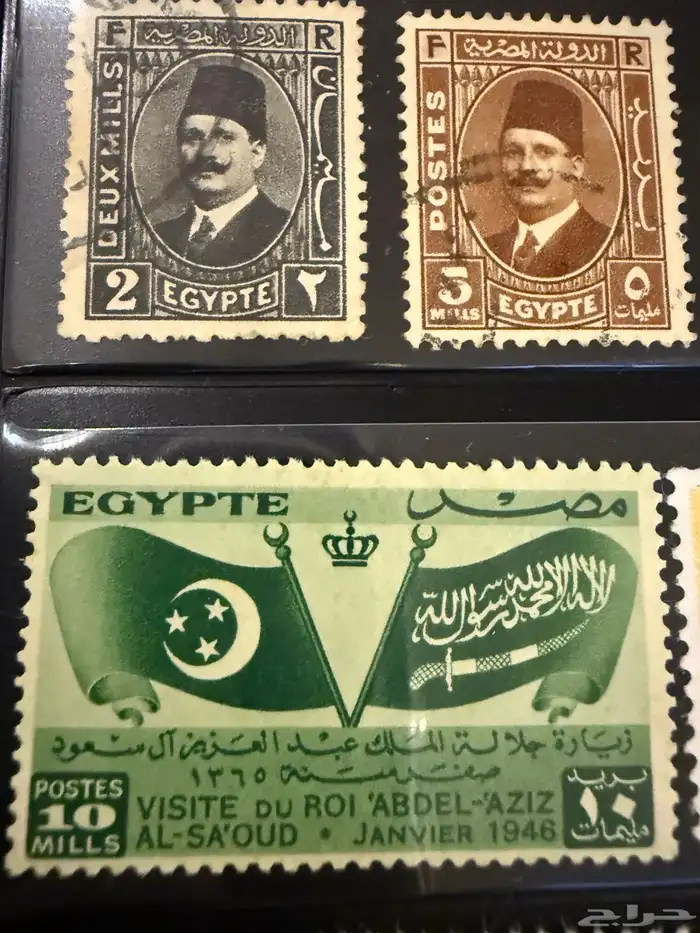 F الدولة المصرية R
DEUX MILLS
مليمان
2 EGYPTE ٢
F الدولة المصرية R
POSTES
بريد
5 MILLS EGYPTE ٥ مليمات
EGYPTE مصر
لا إله إلا الله محمد رسول الله
زيارة جلالة الملك عبد العزيز آل سعود
صفر سنة ١٣٦٥
POSTES
10
MILLS
VISITE DU ROI 'ABDEL-'AZIZ
AL-SA'OUD • JANVIER 1946
بريد
١٠
مليمات
حراج